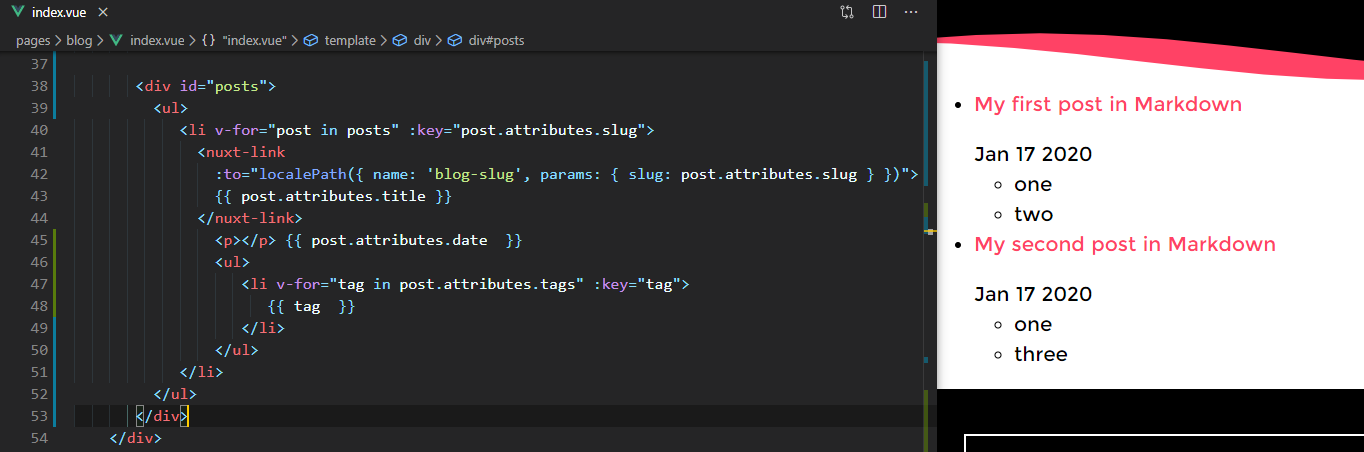 index.vue
pages > blog > index.vue > {} "index.vue" > template > div > div#posts
37
38 <div id="posts">
39 <ul>
40 <li v-for="post in posts" :key="post.attributes.slug">
41 <nuxt-link
42 :to="localePath({ name: 'blog-slug', params: { slug: post.attributes.slug } })">
43 {{ post.attributes.title }}
44 </nuxt-link>
45 <p></p> {{ post.attributes.date  }}
46 <ul>
47 <li v-for="tag in post.attributes.tags" :key="tag">
48 {{ tag  }}
49 </li>
50 </ul>
51 </li>
52 </ul>
53 </div>
54 </div>
My first post in Markdown
Jan 17 2020
one
two
My second post in Markdown
Jan 17 2020
one
three